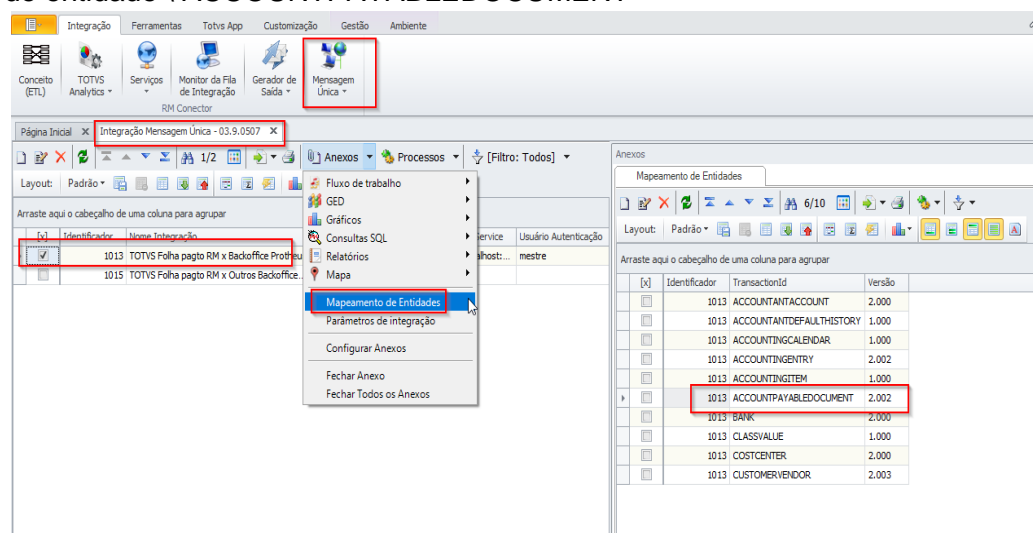 ACCOUNTPAYABLEDOCUMENT
Integração Ferramentas Totvs App Customização Gestão Ambiente
Conceito (ETL)
TOTVS Analytics
Serviços
Monitor da Fila de Integração
Gerador de Saída
Mensagem Única
RM Conector
Página Inicial X Integração Mensagem Única - 03.9.0507 X
1/2 Anexos Processos [Filtro: Todos]
Layout: Padrão
Arraste aqui o cabeçalho de uma coluna para agrupar
[x] Identificador Nome Integração Service Usuário Autenticação
1013 TOTVS Folha pagto RM x Backoffice Protheu alhost:... mestre
1015 TOTVS Folha pagto RM x Outros Backoffice...
Fluxo de trabalho
GED
Gráficos
Consultas SQL
Relatórios
Mapa
Mapeamento de Entidades
Parâmetros de integração
Configurar Anexos
Fechar Anexo
Fechar Todos os Anexos
Anexos
Mapeamento de Entidades
6/10
Layout: Padrão
Arraste aqui o cabeçalho de uma coluna para agrupar
[x] Identificador TransactionId Versão
1013 ACCOUNTANTACCOUNT 2.000
1013 ACCOUNTANTDEFAULTHISTORY 1.000
1013 ACCOUNTINGCALENDAR 1.000
1013 ACCOUNTINGENTRY 2.002
1013 ACCOUNTINGITEM 1.000
1013 ACCOUNTPAYABLEDOCUMENT 2.002
1013 BANK 2.000
1013 CLASSVALUE 1.000
1013 COSTCENTER 2.000
1013 CUSTOMERVENDOR 2.003